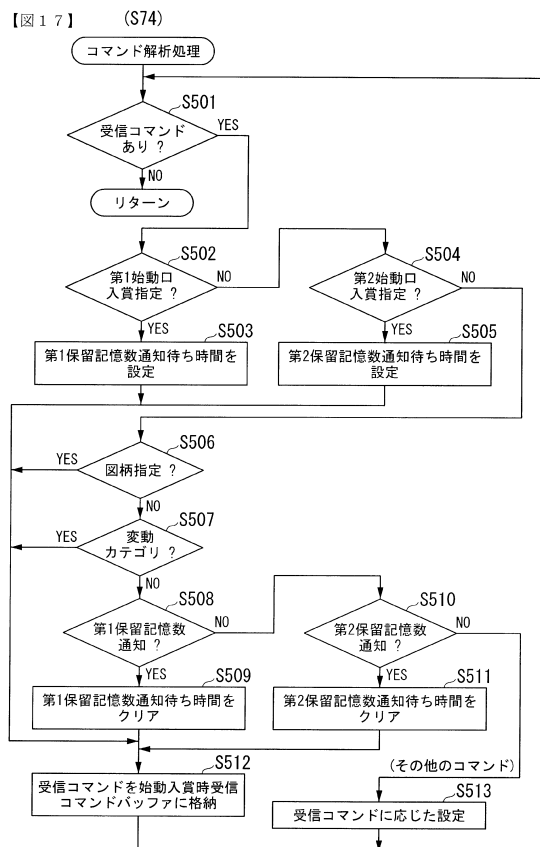 【図１７】 (S74)
コマンド解析処理
S501
受信コマンド
あり ?
YES
NO
リターン
S502
第1始動口
入賞指定 ?
NO
YES
S504
第2始動口
入賞指定 ?
NO
YES
S503
第1保留記憶数通知待ち時間を
設定
S505
第2保留記憶数通知待ち時間を
設定
S506
図柄指定 ?
YES
NO
S507
変動
カテゴリ ?
YES
NO
S508
第1保留記憶数
通知 ?
NO
YES
S510
第2保留記憶数
通知 ?
NO
YES
S509
第1保留記憶数通知待ち時間を
クリア
S511
第2保留記憶数通知待ち時間を
クリア
S512
受信コマンドを始動入賞時受信
コマンドバッファに格納
(その他のコマンド)
S513
受信コマンドに応じた設定